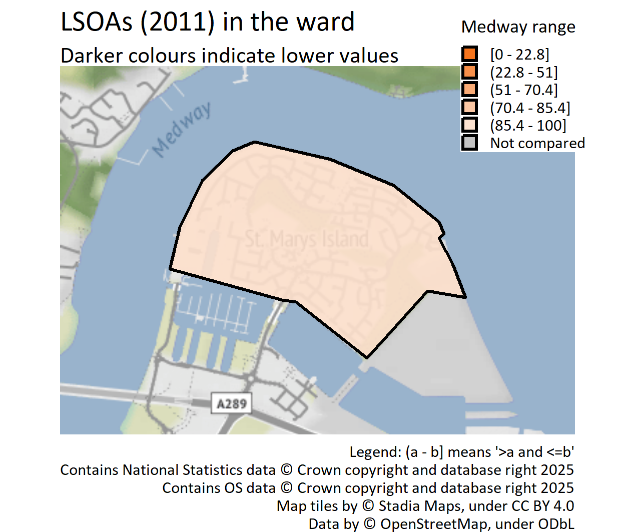 LSOAs (2011) in the ward
Darker colours indicate lower values
Medway range
[0 - 22.8]
(22.8 - 51]
(51 - 70.4]
(70.4 - 85.4]
(85.4 - 100]
Not compared
Medway
St. Marys Island
A289
Legend: (a - b] means '>a and <=b'
Contains National Statistics data © Crown copyright and database right 2025
Contains OS data © Crown copyright and database right 2025
Map tiles by © Stadia Maps, under CC BY 4.0
Data by © OpenStreetMap, under ODbL